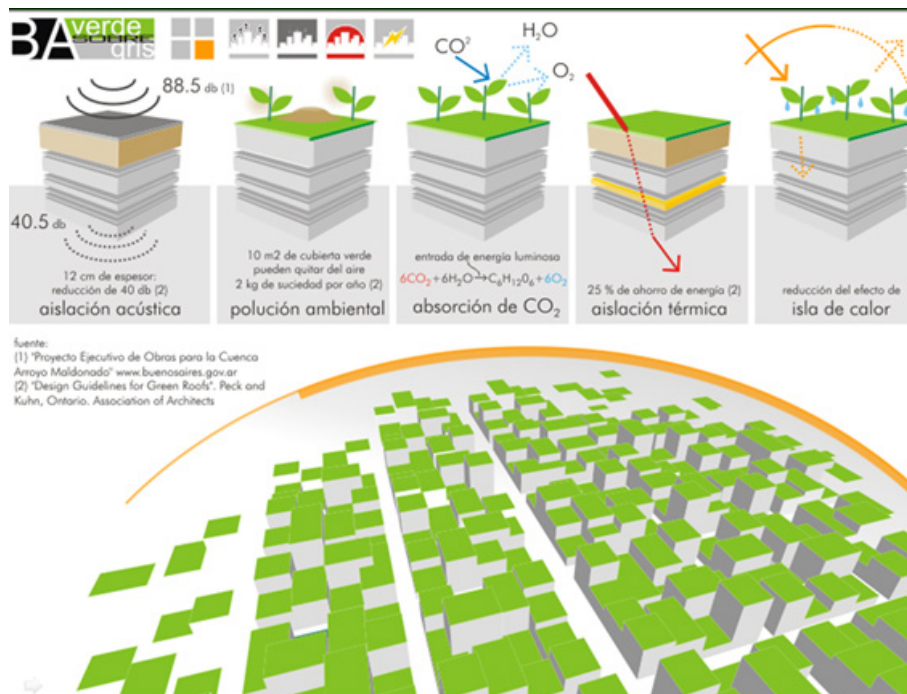 BA verde
SOBRE
gris
88.5 db (1)
40.5 db
12 cm de espesor:
reducción de 40 db (2)
aislación acústica
10 m2 de cubierta verde
pueden quitar del aire
2 kg de suciedad por año (2)
polución ambiental
CO²
H₂O
O₂
entrada de energía luminosa
6CO₂+6H₂O→C₆H₁₂0₆+6O₂
absorción de CO²
25 % de ahorro de energía (2)
aislación térmica
reducción del efecto de
isla de calor
fuente:
(1) "Proyecto Ejecutivo de Obras para la Cuenca
Arroyo Maldonado" www.buenosaires.gov.ar
(2) "Design Guidelines for Green Roofs". Peck and
Kuhn, Ontario. Association of Architects